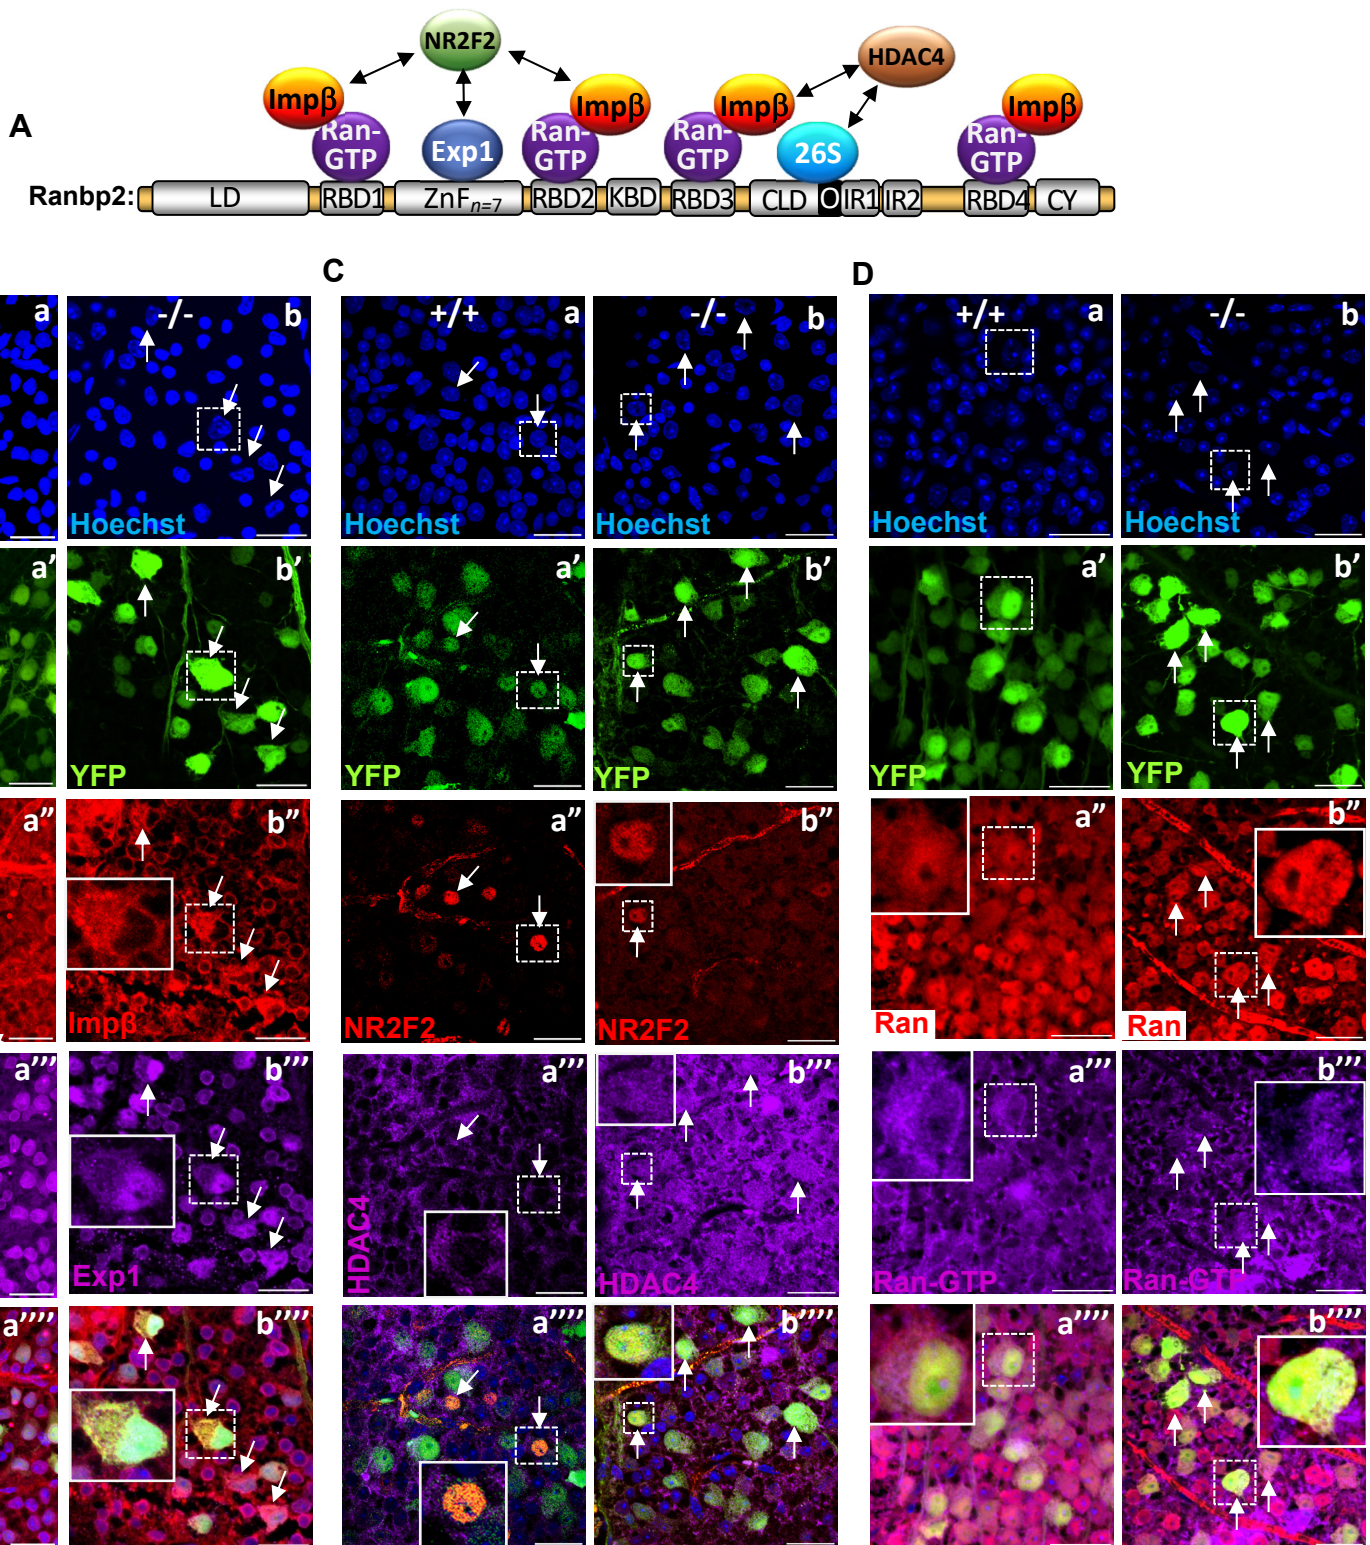 NR2F2
HDAC4
Impβ
Impβ
Impβ
Impβ
A
Ran-GTP
Exp1
Ran-GTP
Ran-GTP
26S
Ran-GTP
Ranbp2:
LD
RBD1
ZnFn=7
RBD2
KBD
RBD3
CLD
O
IR1
IR2
RBD4
CY
C
D
a
-/-
b
+/+
a
-/-
b
+/+
a
-/-
b
Hoechst
Hoechst
Hoechst
Hoechst
Hoechst
a’
b’
a’
b’
a’
b’
YFP
YFP
YFP
YFP
YFP
a”
b”
a”
b”
a”
b”
Impβ
NR2F2
NR2F2
Ran
Ran
a’’’
b’’’
a’’’
b’’’
a’’’
b’’’
Exp1
HDAC4
HDAC4
Ran-GTP
Ran-GTP
a’’’’
b’’’’
a’’’’
b’’’’
a’’’’
b’’’’